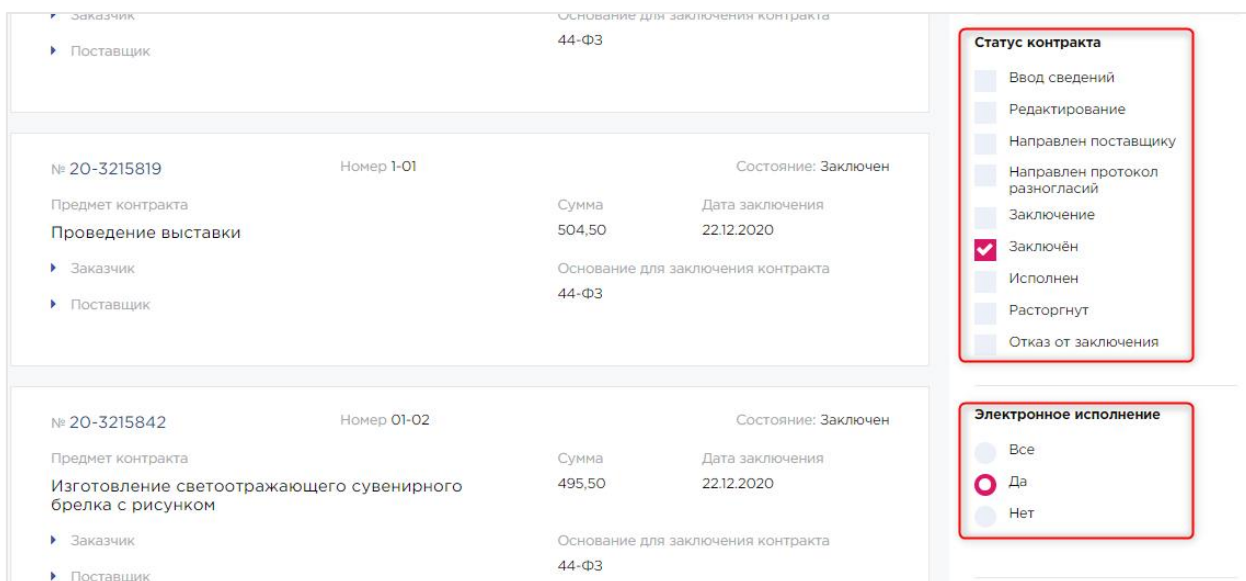 Заказчик
Основание для заключения контракта
44-ФЗ
Поставщик
№ 20-3215819
Номер 1-01
Состояние: Заключен
Предмет контракта
Сумма
Дата заключения
Проведение выставки
504,50
22.12.2020
Заказчик
Основание для заключения контракта
44-ФЗ
Поставщик
№ 20-3215842
Номер 01-02
Состояние: Заключен
Предмет контракта
Сумма
Дата заключения
Изготовление светоотражающего сувенирного
брелка с рисунком
495,50
22.12.2020
Заказчик
Основание для заключения контракта
44-ФЗ
Поставщик
Статус контракта
Ввод сведений
Редактирование
Направлен поставщику
Направлен протокол
разногласий
Заключение
Заключён
Исполнен
Расторгнут
Отказ от заключения
Электронное исполнение
Все
Да
Нет